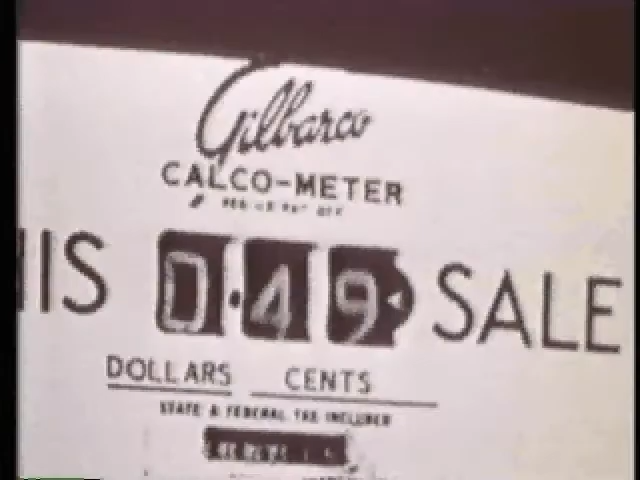 Gilbarco
CALCO-METER
IS 0.49 SALE
DOLLARS CENTS
STATE & FEDERAL TAX INCLUDED